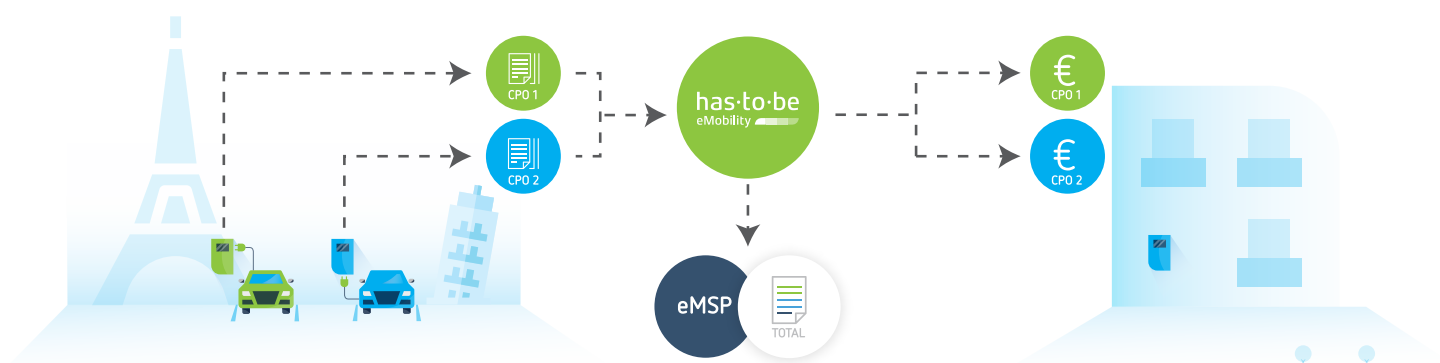 CPO 1
CPO 2
has·to·be
eMobility
€
CPO 1
€
CPO 2
eMSP
TOTAL